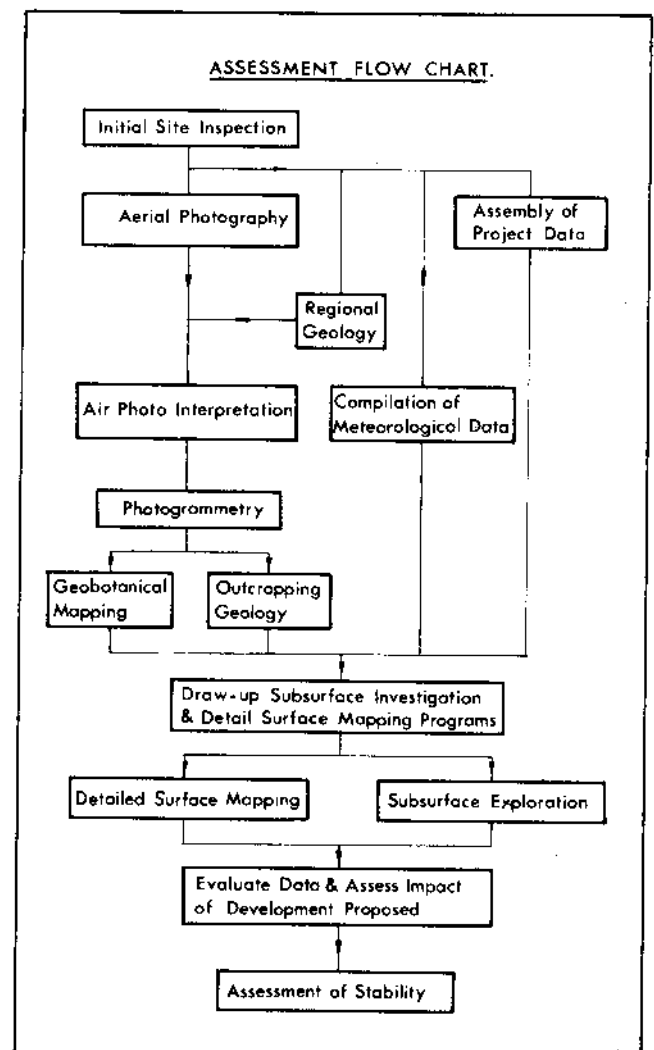 ASSESSMENT FLOW CHART.
Initial Site Inspection
Aerial Photography
Assembly of
Project Data
Regional
Geology
Air Photo Interpretation
Compilation of
Meteorological Data
Photogrammetry
Geobotanical
Mapping
Outcropping
Geology
Draw-up Subsurface Investigation
& Detail Surface Mapping Programs
Detailed Surface Mapping
Subsurface Exploration
Evaluate Data & Assess Impact
of Development Proposed
Assessment of Stability